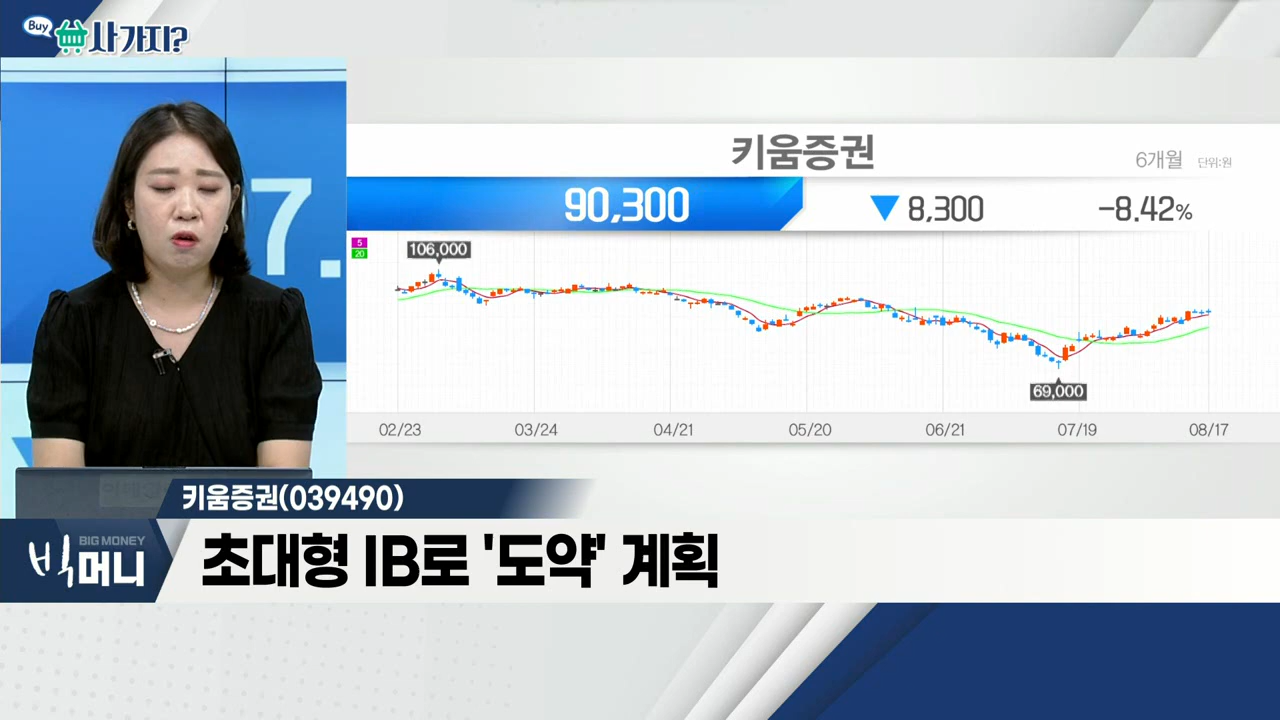 Buy
사가지?
7.
키움증권
6개월 단위:원
90,300 ▼ 8,300 -8.42%
5
20
106,000
69,000
02/23 03/24 04/21 05/20 06/21 07/19 08/17
키움증권(039490)
BIG MONEY
빅머니
초대형 IB로 '도약' 계획